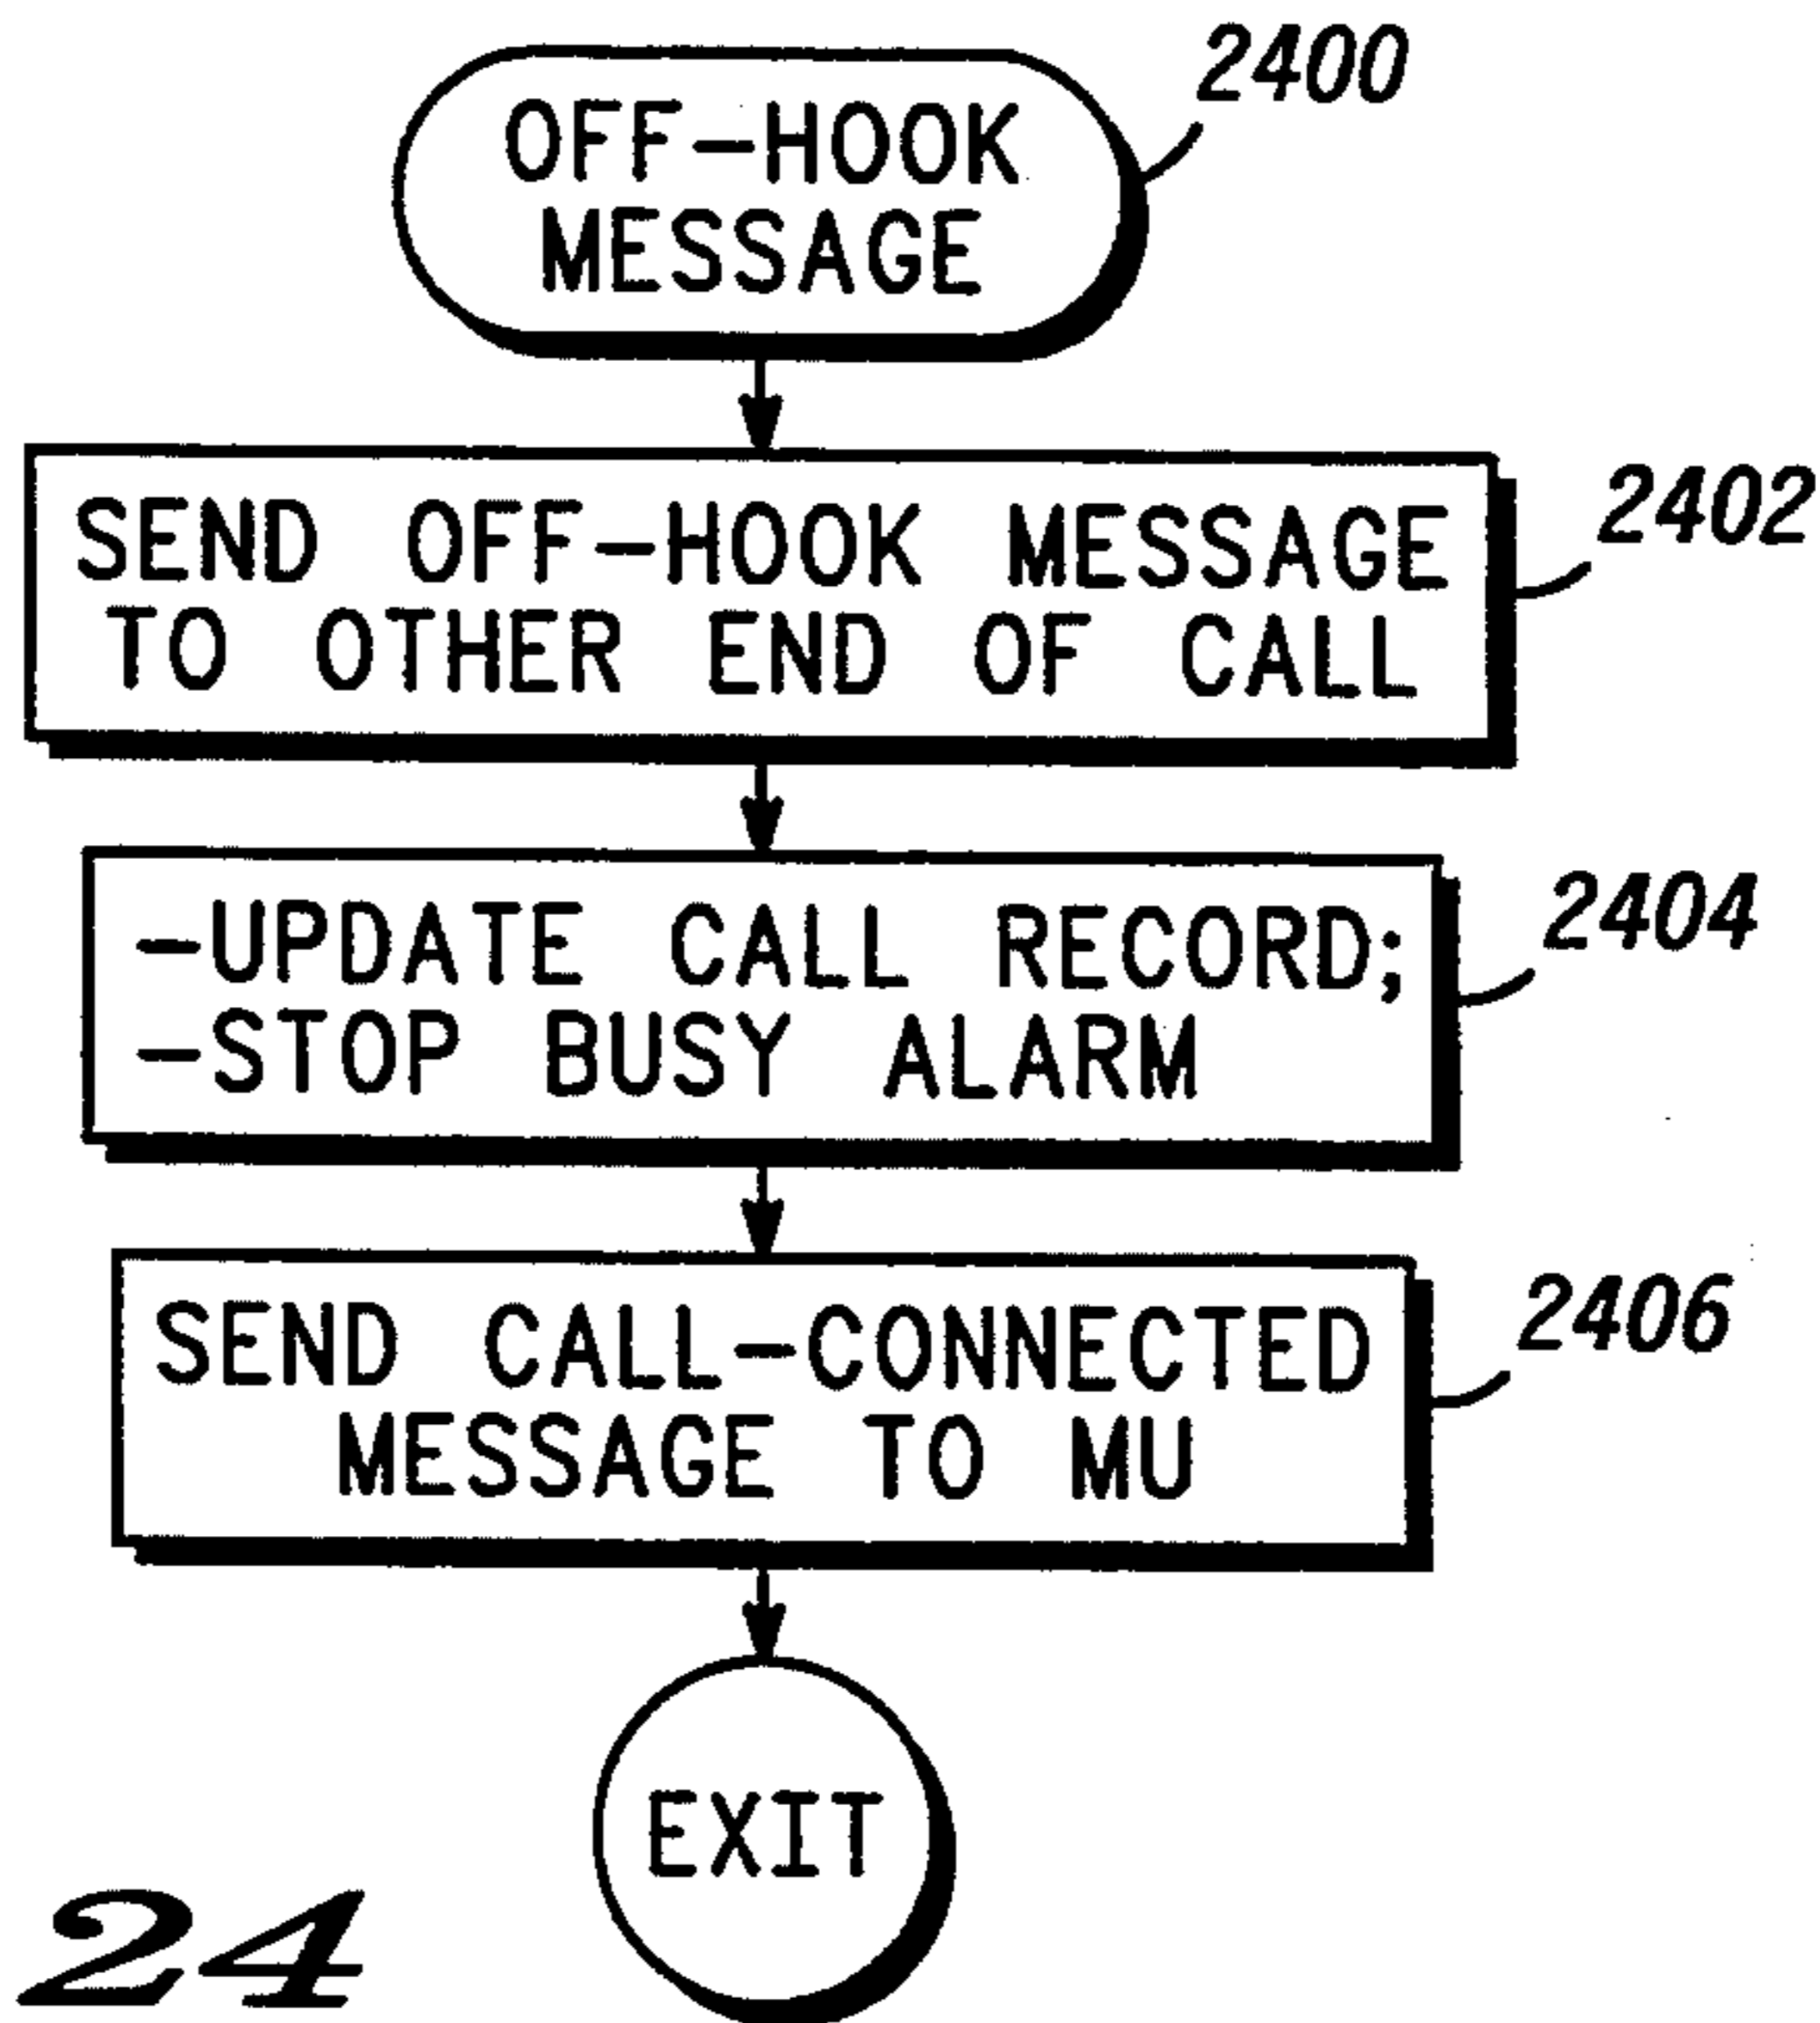 OFF-HOOK
MESSAGE
2400
SEND OFF-HOOK MESSAGE
TO OTHER END OF CALL
2402
-UPDATE CALL RECORD;
-STOP BUSY ALARM
2404
SEND CALL-CONNECTED
MESSAGE TO MU
2406
EXIT
24